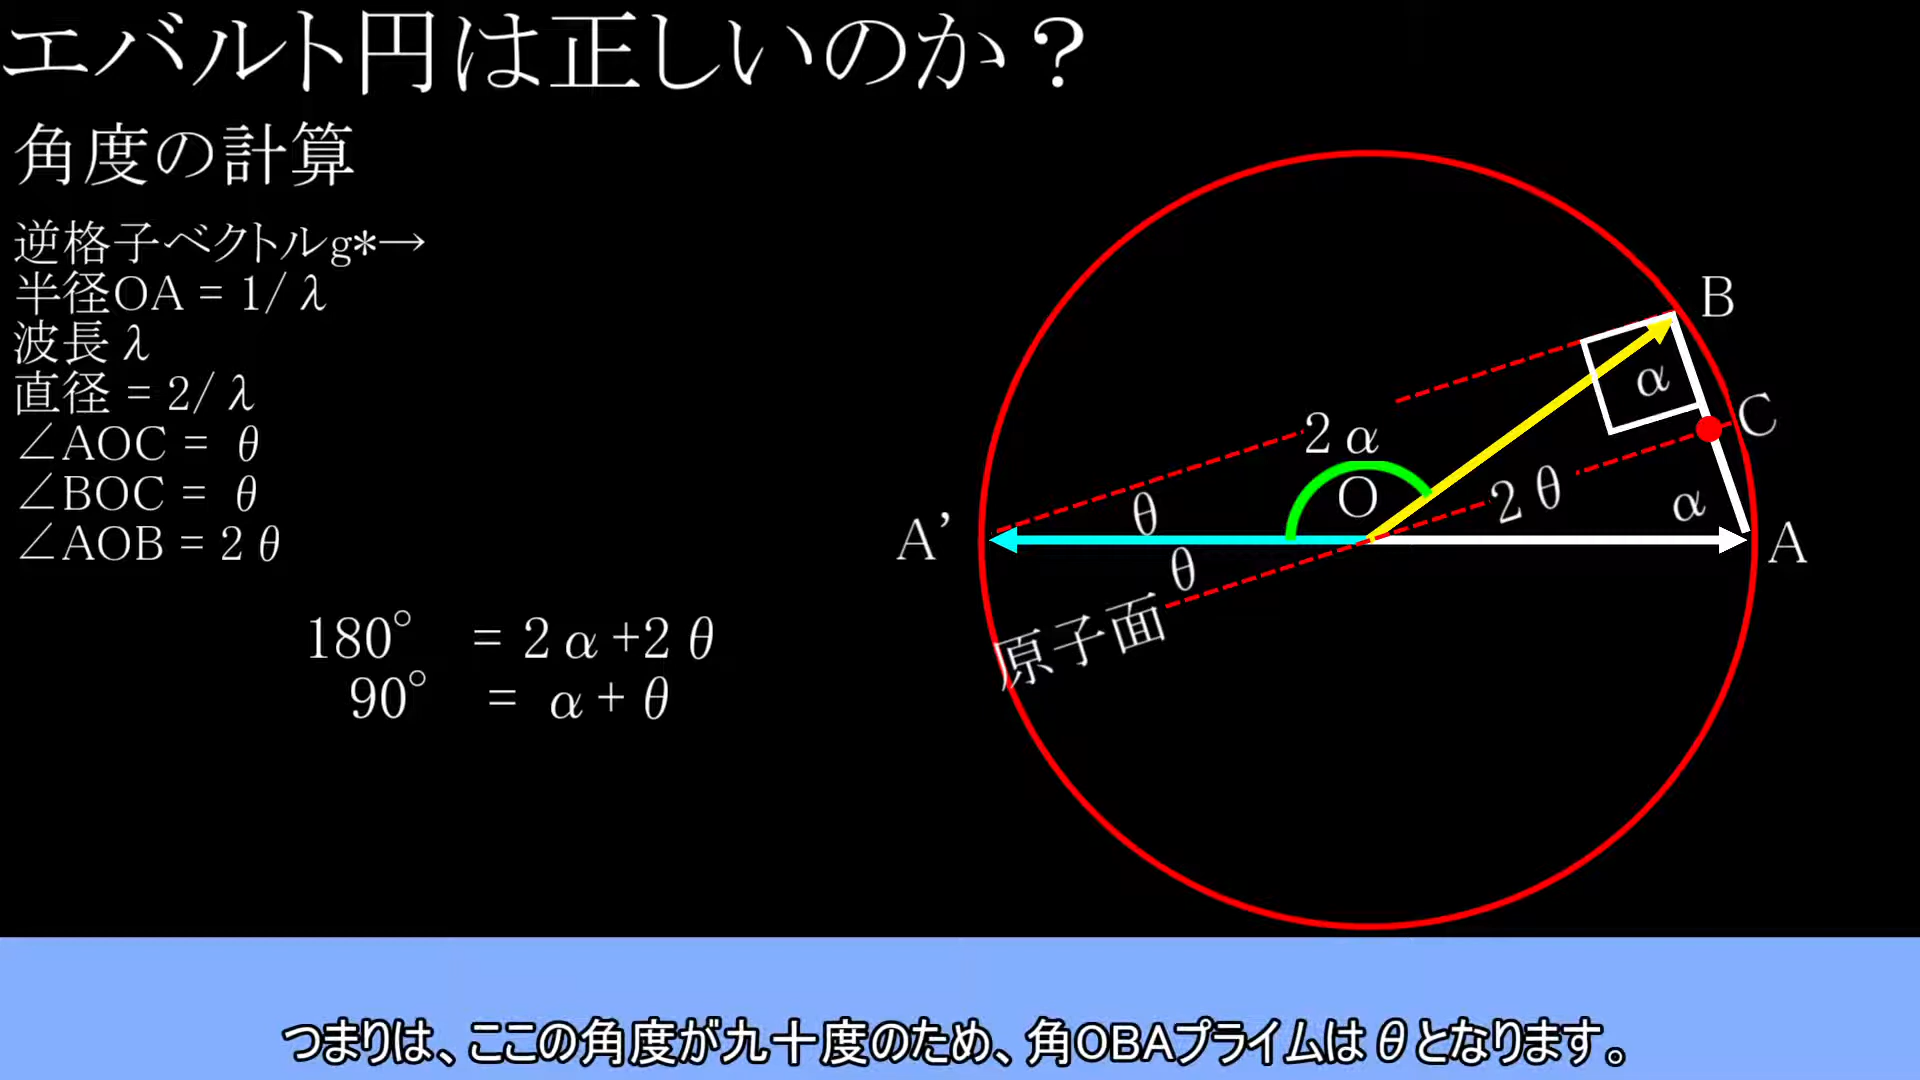 エバルト円は正しいのか？
角度の計算
逆格子ベクトルg*→
半径OA = 1/ λ
波長 λ
直径 = 2/ λ
∠AOC = θ
∠BOC = θ
∠AOB = 2 θ
180° = 2 α +2 θ
90° = α + θ
B
α
C
2 α
θ
O
2 θ
α
A’
A
θ
原子面
つまりは、ここの角度が九十度のため、角OBAプライムはθとなります。